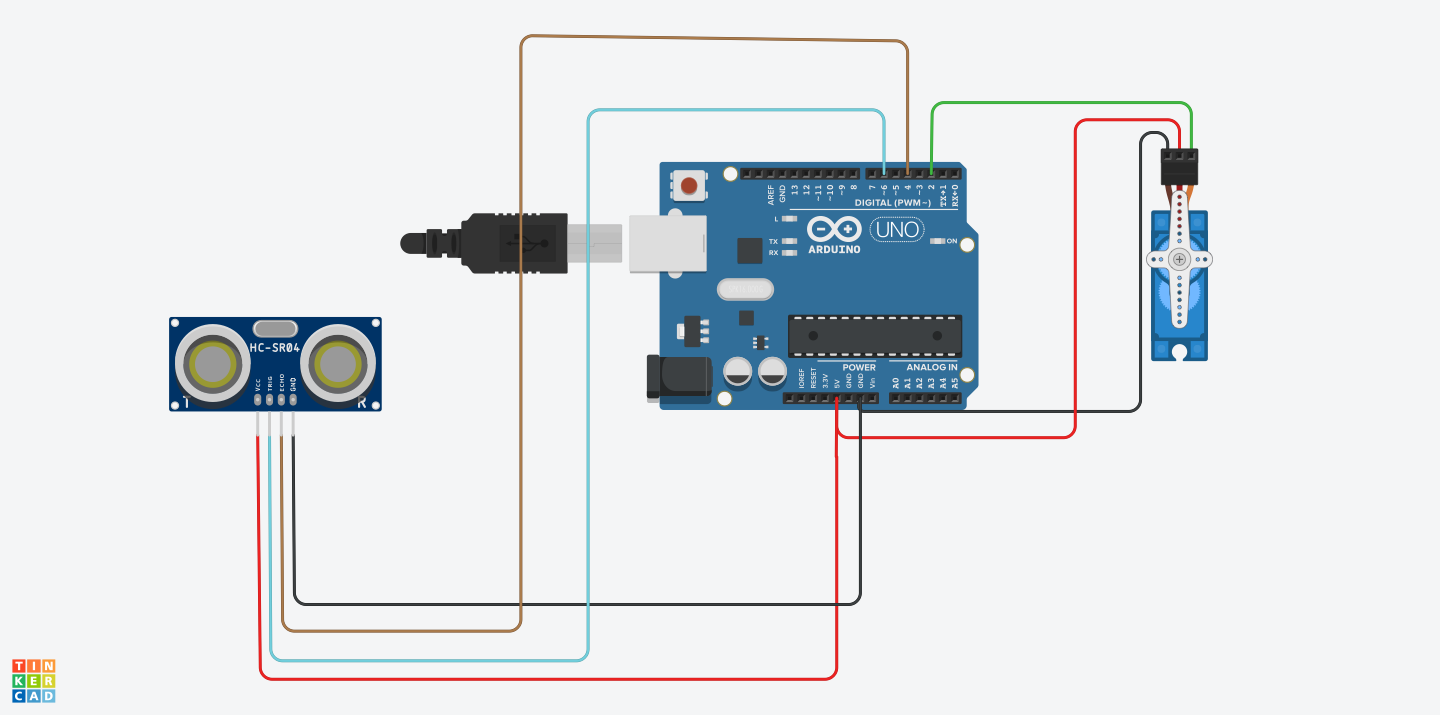 AREF
GND
13
12
~11
~10
~9
8
7
~6
~5
4
~3
2
TX→1
RX←0
DIGITAL (PWM~)
L
TX
RX
ARDUINO
UNO
ON
HC-SR04
VCC
TRIG
ECHO
GND
T
R
POWER
ANALOG IN
IOREF
RESET
3.3V
5V
GND
GND
Vin
A0
A1
A2
A3
A4
A5
TIN
KER
CAD